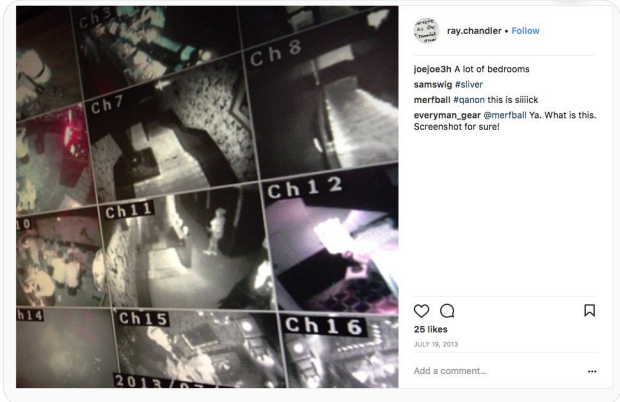 Ch3
Ch8
Ch7
Ch12
10
Ch11
h14
Ch15
Ch16
2013/07
ray.chandler • Follow
joejoe3h A lot of bedrooms
samswig #sliver
merfball #qanon this is siiiick
everyman_gear @merfball Ya. What is this.
Screenshot for sure!
25 likes
JULY 19, 2013
Add a comment...